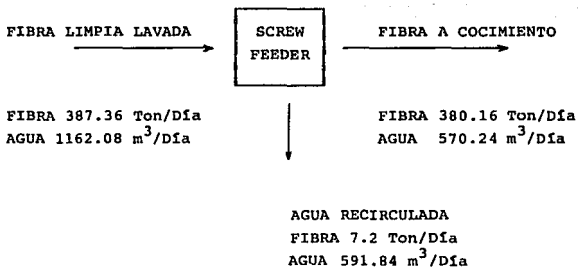 FIBRA LIMPIA LAVADA
SCREW
FEEDER
FIBRA A COCIMIENTO
FIBRA 387.36 Ton/Día
AGUA 1162.08 m³/Día
FIBRA 380.16 Ton/Día
AGUA 570.24 m³/Día
AGUA RECIRCULADA
FIBRA 7.2 Ton/Día
AGUA 591.84 m³/Día